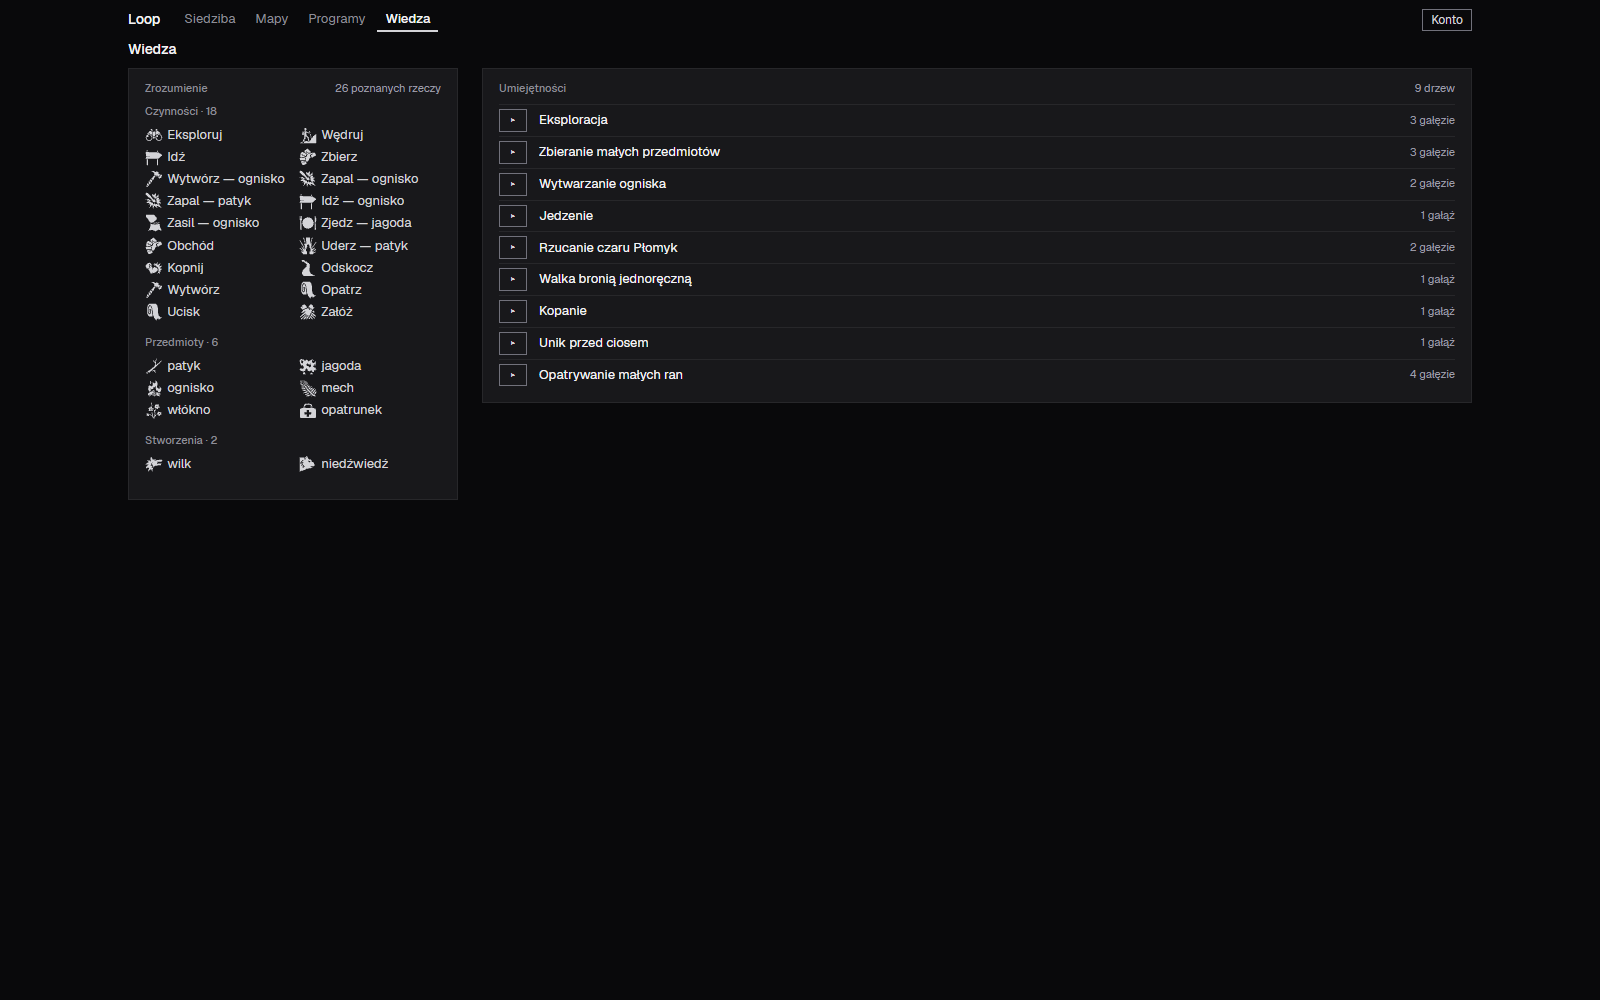 Loop Siedziba Mapy Programy Wiedza Konto
Wiedza
Zrozumienie 26 poznanych rzeczy
Czynności · 18
Eksploruj Wędruj
Idź Zbierz
Wytwórz — ognisko Zapal — ognisko
Zapal — patyk Idź — ognisko
Zasil — ognisko Zjedz — jagoda
Obchód Uderz — patyk
Kopnij Odskocz
Wytwórz Opatrz
Ucisk Załóż
Przedmioty · 6
patyk jagoda
ognisko mech
włókno opatrunek
Stworzenia · 2
wilk niedźwiedź
Umiejętności 9 drzew
Eksploracja 3 gałęzie
Zbieranie małych przedmiotów 3 gałęzie
Wytwarzanie ogniska 2 gałęzie
Jedzenie 1 gałąź
Rzucanie czaru Płomyk 2 gałęzie
Walka bronią jednoręczną 1 gałąź
Kopanie 1 gałąź
Unik przed ciosem 1 gałąź
Opatrywanie małych ran 4 gałęzie